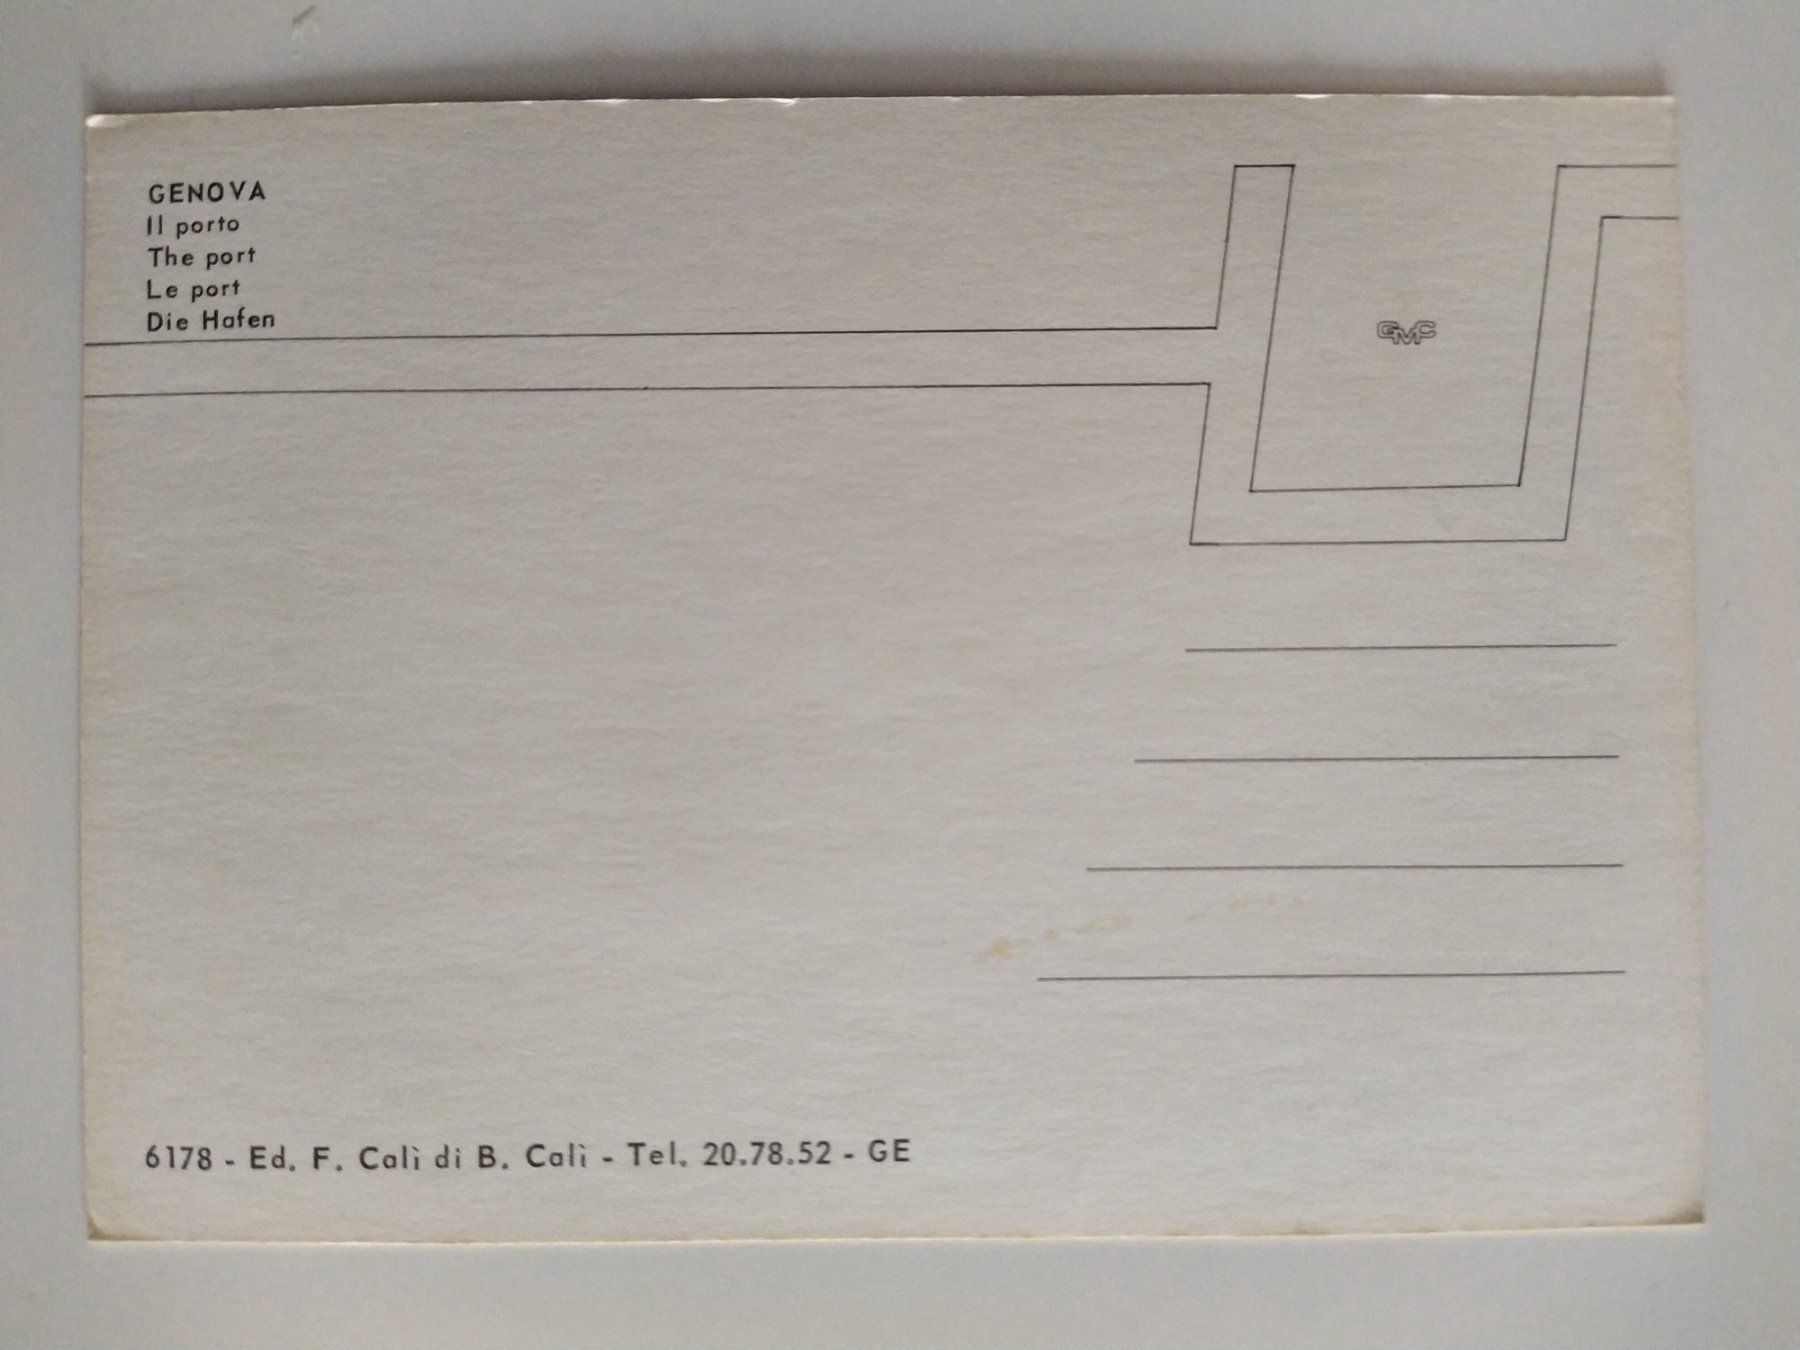 GENOVA
Il porto
The port
Le port
Die Hafen
GMC
6178 - Ed. F. Calì di B. Calì - Tel. 20.78.52 - GE